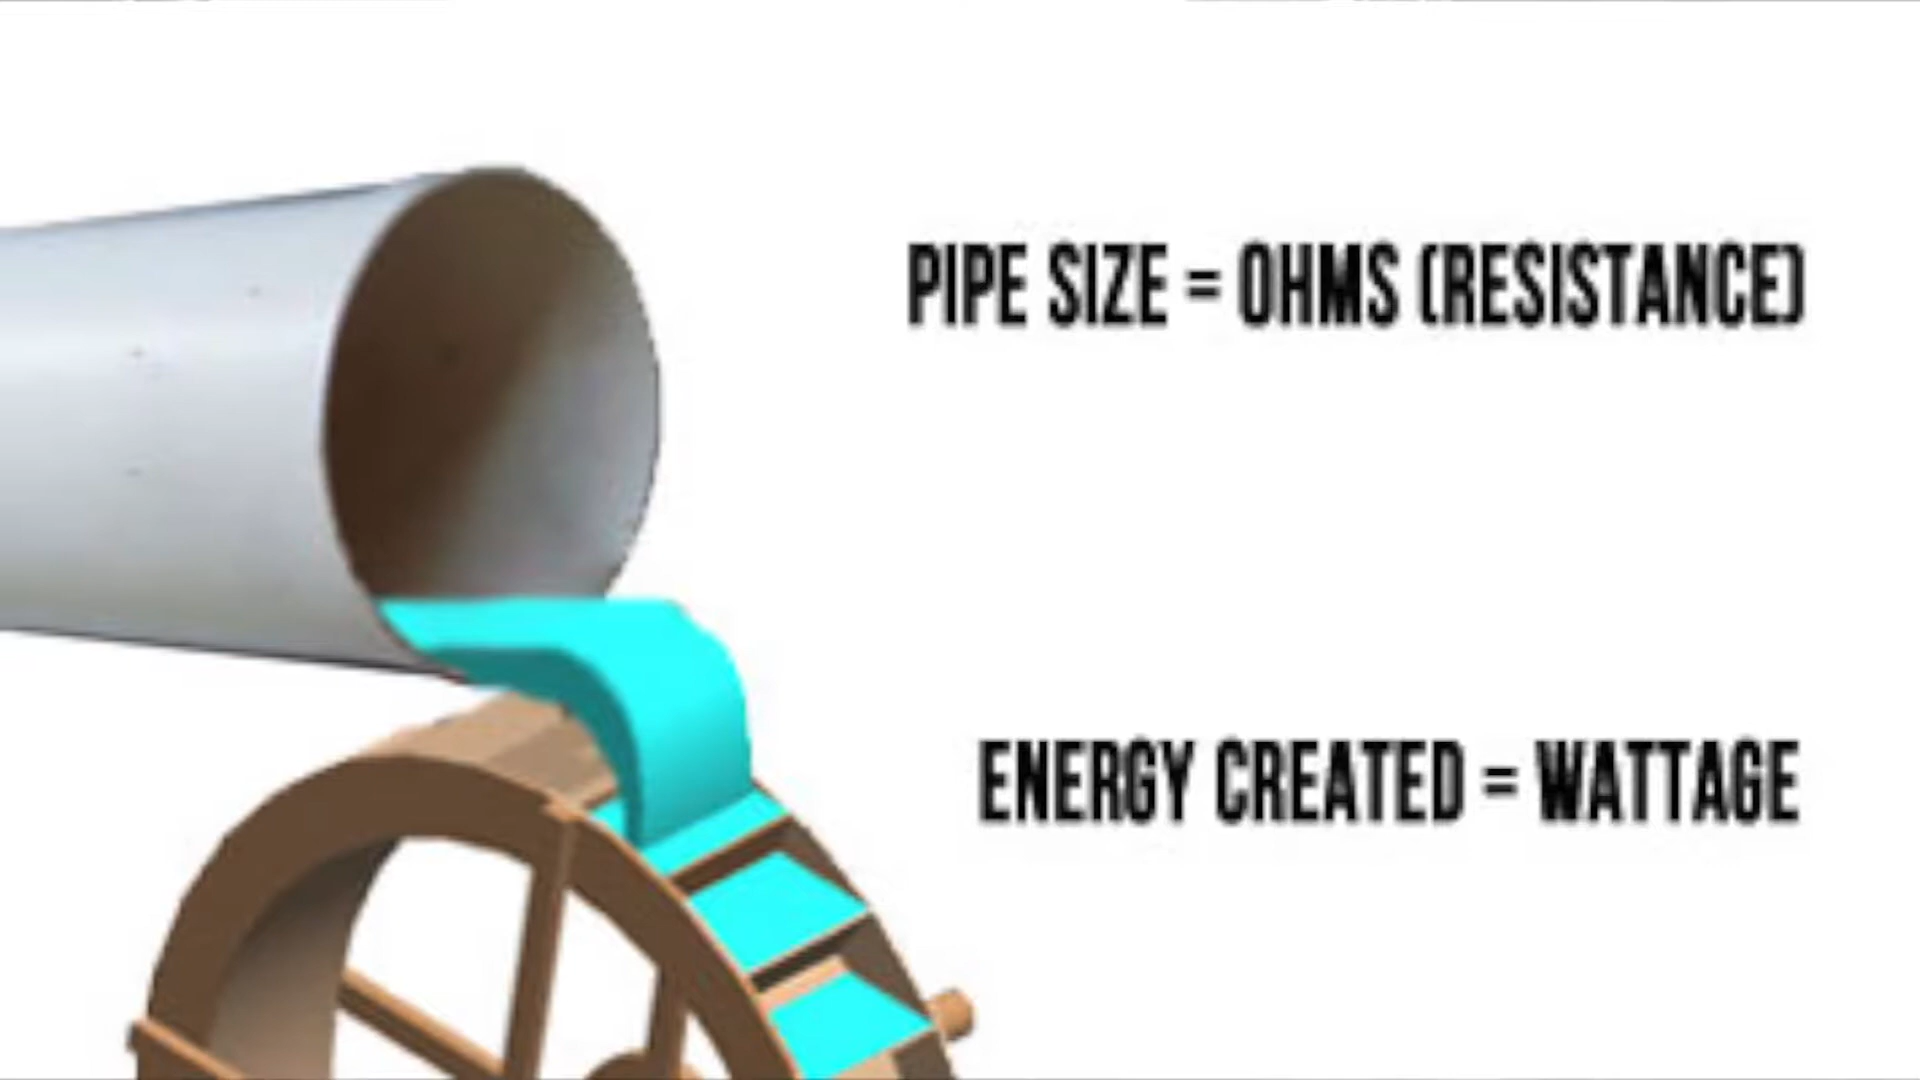 PIPE SIZE = OHMS (RESISTANCE)
ENERGY CREATED = WATTAGE